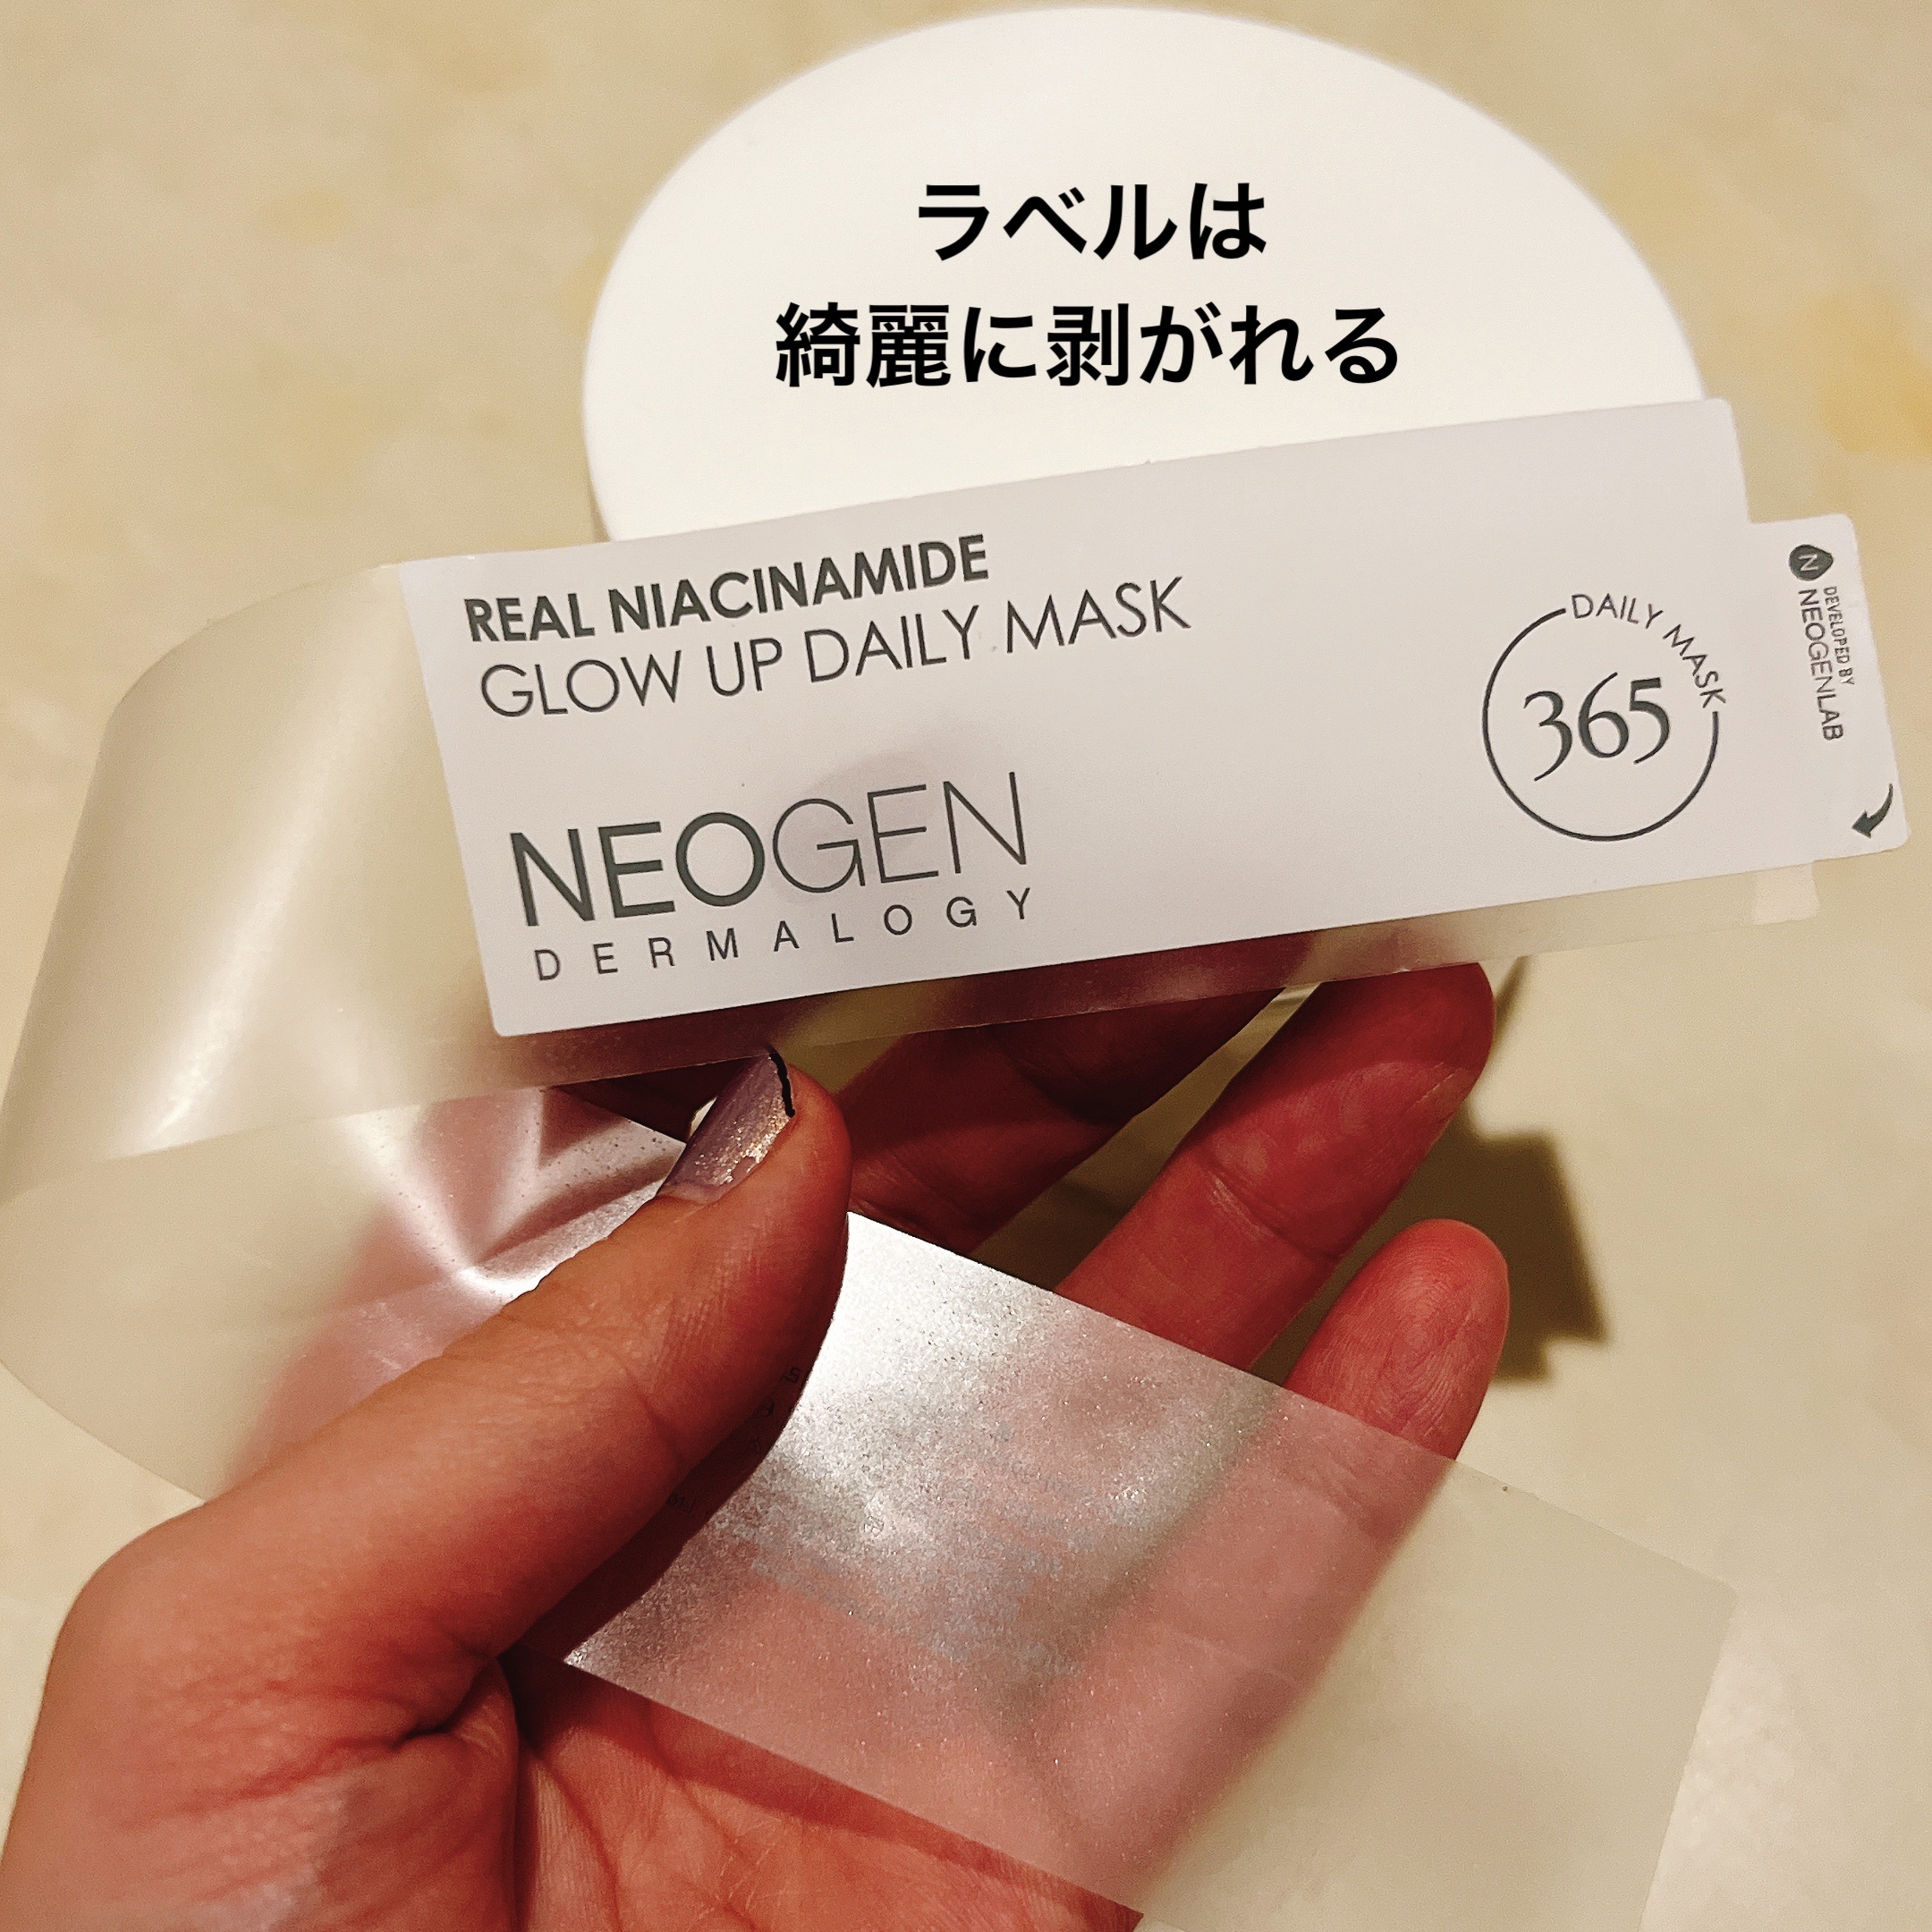 ラベルは
綺麗に剥がれる
REAL NIACINAMIDE
GLOW UP DAILY MASK
NEOGEN
DERMALOGY
DAILY MASK
365
DEVELOPED BY
NEOGENLAB